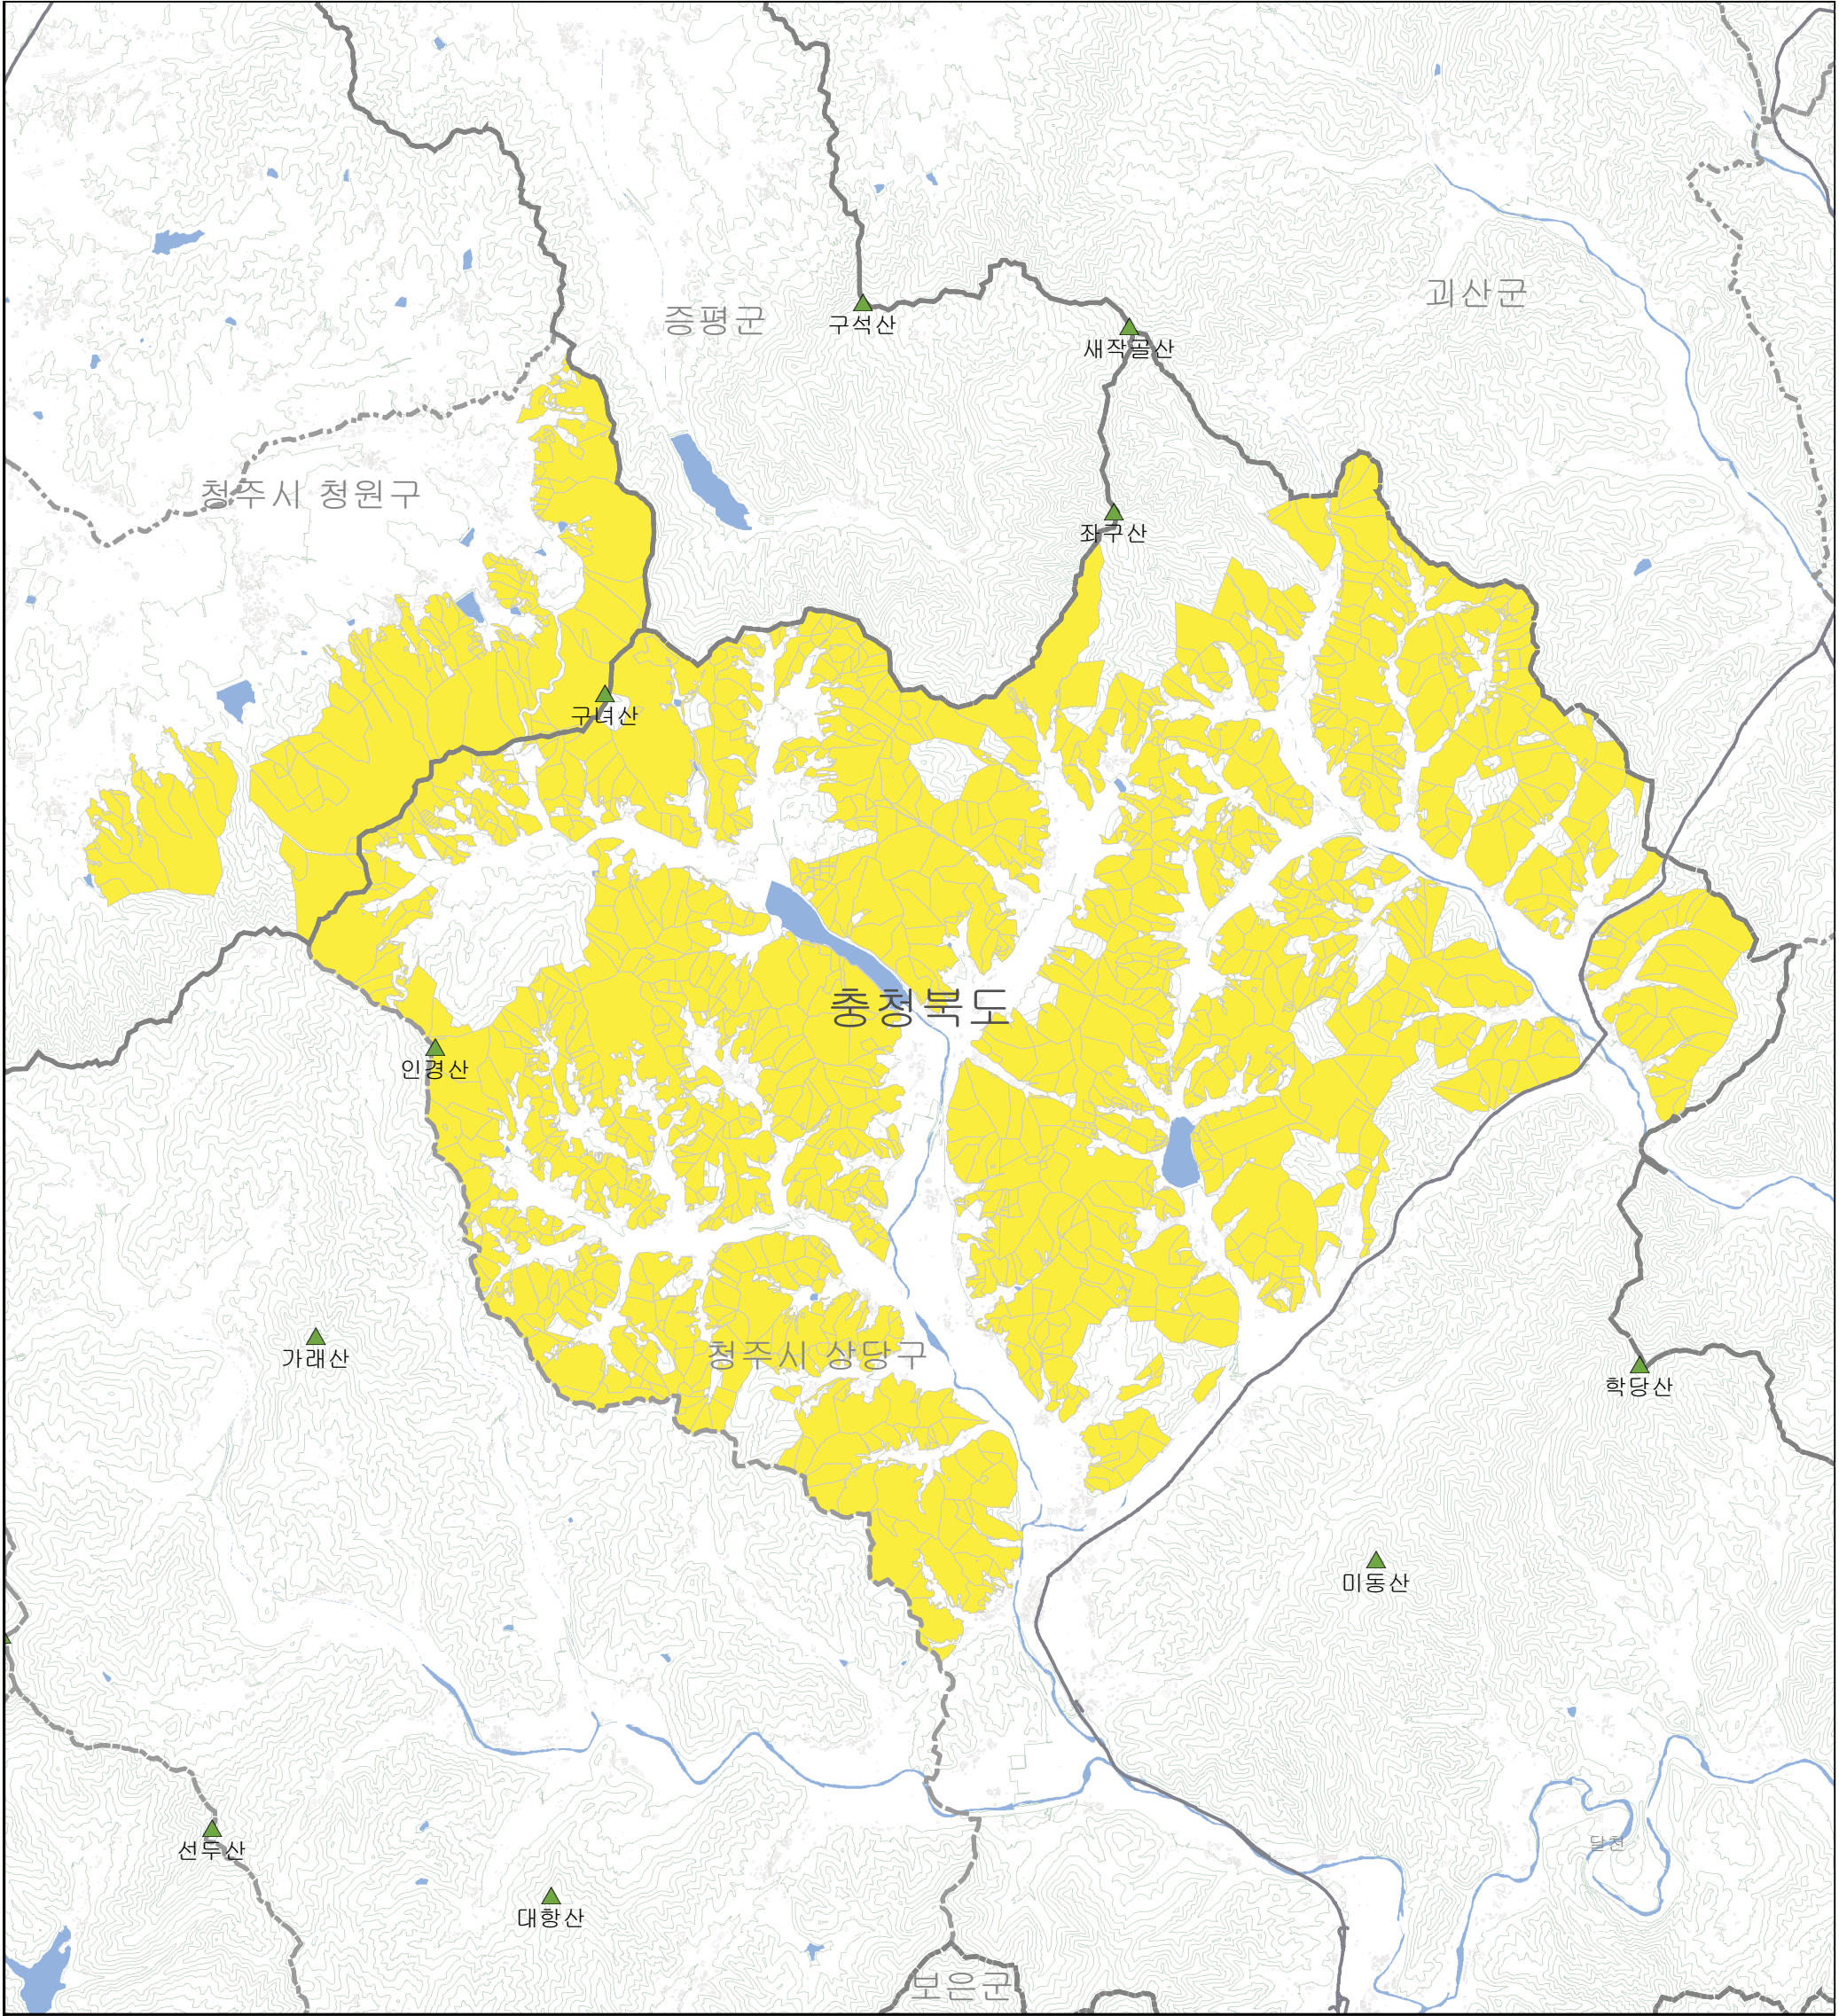 괴산군
증평군
구석산
새작골산
청주시 청원구
좌구산
구녀산
충청북도
인경산
청주시 상당구
가래산
학당산
미동산
달천
선두산
대항산
보은군